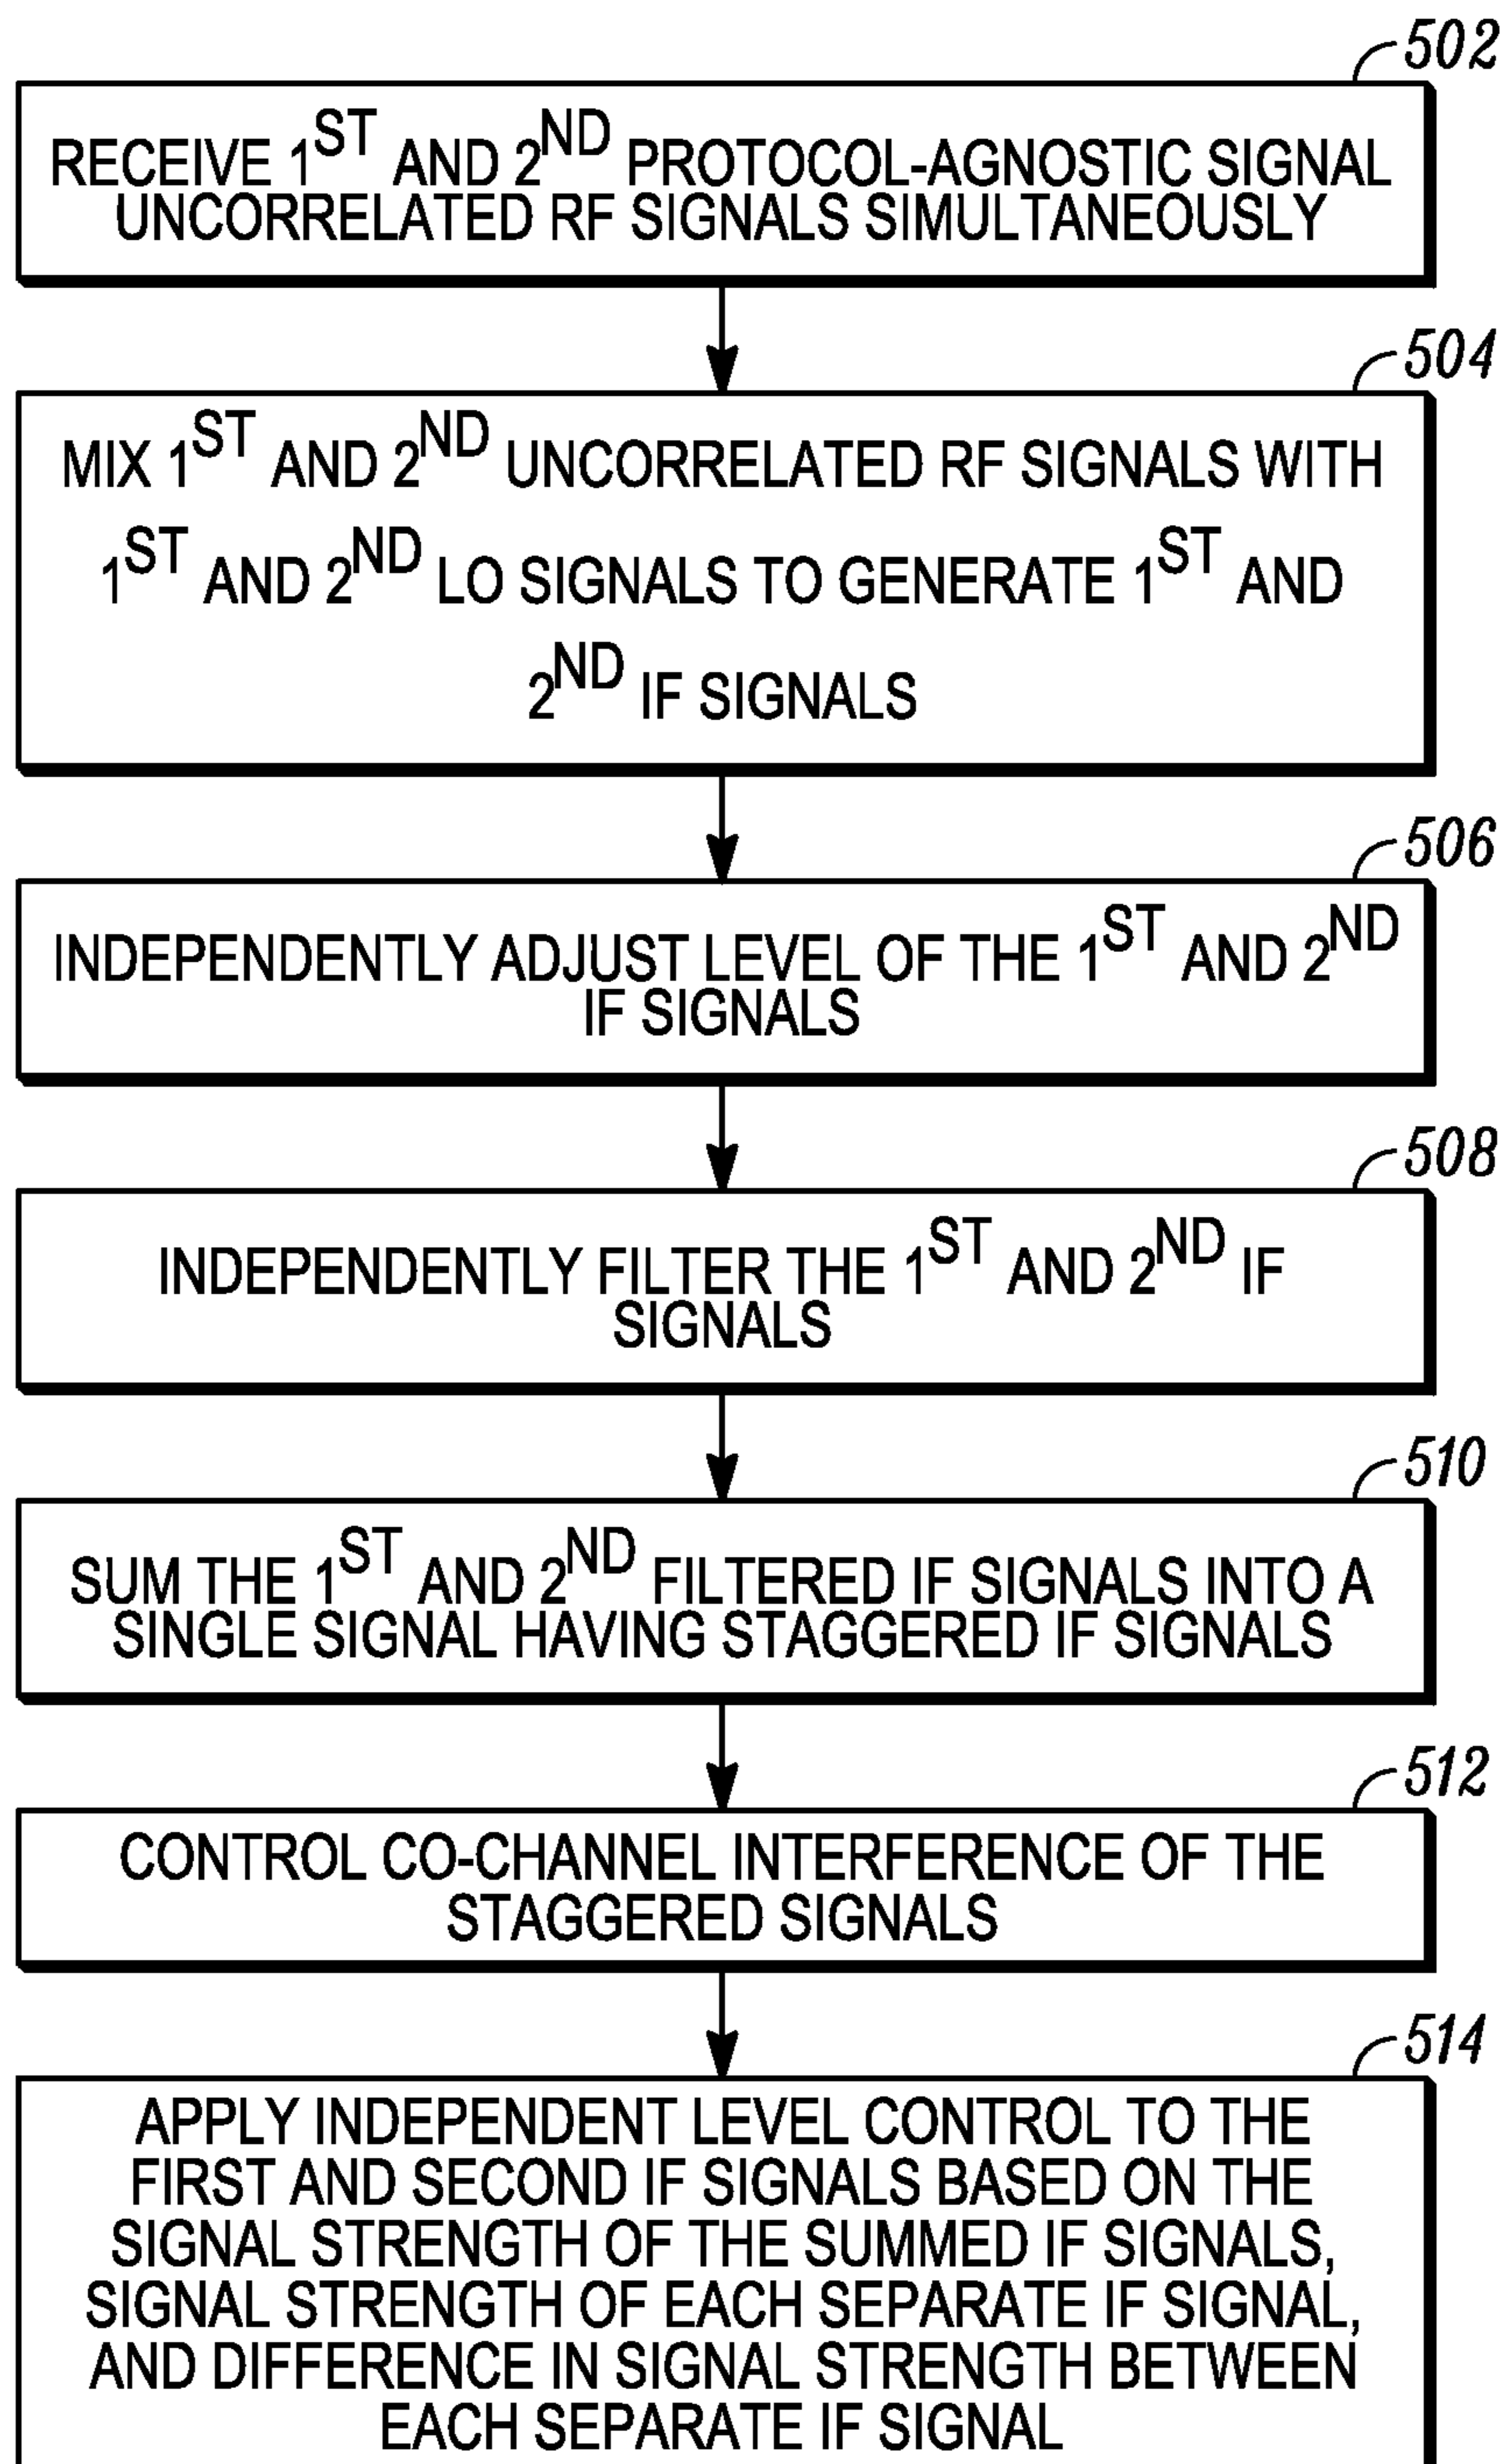 502
RECEIVE 1ST AND 2ND PROTOCOL-AGNOSTIC SIGNAL
UNCORRELATED RF SIGNALS SIMULTANEOUSLY
504
MIX 1ST AND 2ND UNCORRELATED RF SIGNALS WITH
1ST AND 2ND LO SIGNALS TO GENERATE 1ST AND
2ND IF SIGNALS
506
INDEPENDENTLY ADJUST LEVEL OF THE 1ST AND 2ND
IF SIGNALS
508
INDEPENDENTLY FILTER THE 1ST AND 2ND IF
SIGNALS
510
SUM THE 1ST AND 2ND FILTERED IF SIGNALS INTO A
SINGLE SIGNAL HAVING STAGGERED IF SIGNALS
512
CONTROL CO-CHANNEL INTERFERENCE OF THE
STAGGERED SIGNALS
514
APPLY INDEPENDENT LEVEL CONTROL TO THE
FIRST AND SECOND IF SIGNALS BASED ON THE
SIGNAL STRENGTH OF THE SUMMED IF SIGNALS,
SIGNAL STRENGTH OF EACH SEPARATE IF SIGNAL,
AND DIFFERENCE IN SIGNAL STRENGTH BETWEEN
EACH SEPARATE IF SIGNAL